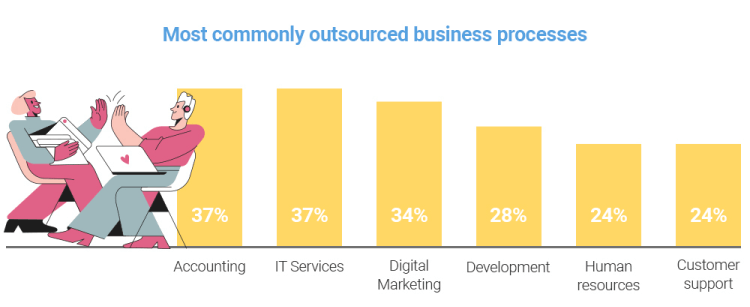 Most commonly outsourced business processes
37% 37% 34% 28% 24% 24%
Accounting IT Services Digital Development Human Customer
Marketing resources support